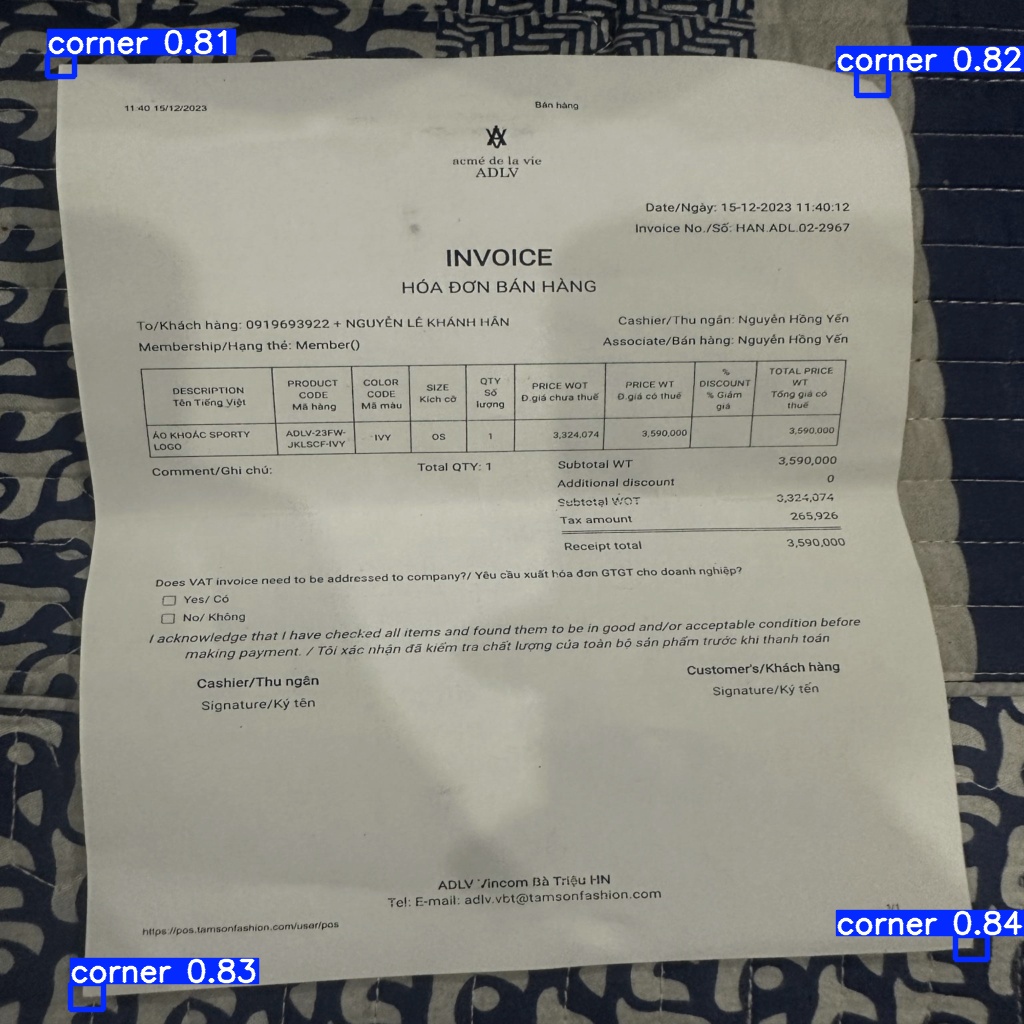 corner 0.81
corner 0.82
11:40 15/12/2023
Bán hàng
acmé de la vie
ADLV
Date/Ngày: 15-12-2023 11:40:12
Invoice No./Số: HAN.ADL.02-2967
INVOICE
HÓA ĐƠN BÁN HÀNG
To/Khách hàng: 0919693922 + NGUYỄN LÊ KHÁNH HÂN
Cashier/Thu ngân: Nguyễn Hồng Yến
Membership/Hạng thẻ: Member()
Associate/Bán hàng: Nguyễn Hồng Yến
DESCRIPTION Tên Tiếng Việt
PRODUCT CODE Mã hàng
COLOR CODE Mã màu
SIZE Kích cỡ
QTY Số lượng
PRICE WOT Đ.giá chưa thuế
PRICE WT Đ.giá có thuế
% DISCOUNT % Giảm giá
TOTAL PRICE WT Tổng giá có thuế
ÁO KHOÁC SPORTY LOGO
ADLV-23FW-JKLSCF-IVY
IVY
OS
1
3,324,074
3,590,000
3,590,000
Comment/Ghi chú:
Total QTY: 1
Subtotal WT 3,590,000
Additional discount 0
Subtotal WOT 3,324,074
Tax amount 265,926
Receipt total 3,590,000
Does VAT invoice need to be addressed to company?/ Yêu cầu xuất hóa đơn GTGT cho doanh nghiệp?
Yes/ Có
No/ Không
I acknowledge that I have checked all items and found them to be in good and/or acceptable condition before
making payment. / Tôi xác nhận đã kiểm tra chất lượng của toàn bộ sản phẩm trước khi thanh toán
Cashier/Thu ngân
Customer's/Khách hàng
Signature/Ký tên
Signature/Ký tên
ADLV Vincom Bà Triệu HN
Tel: E-mail: adlv.vbt@tamsonfashion.com
https://pos.tamsonfashion.com/user/pos
1/1
corner 0.84
corner 0.83